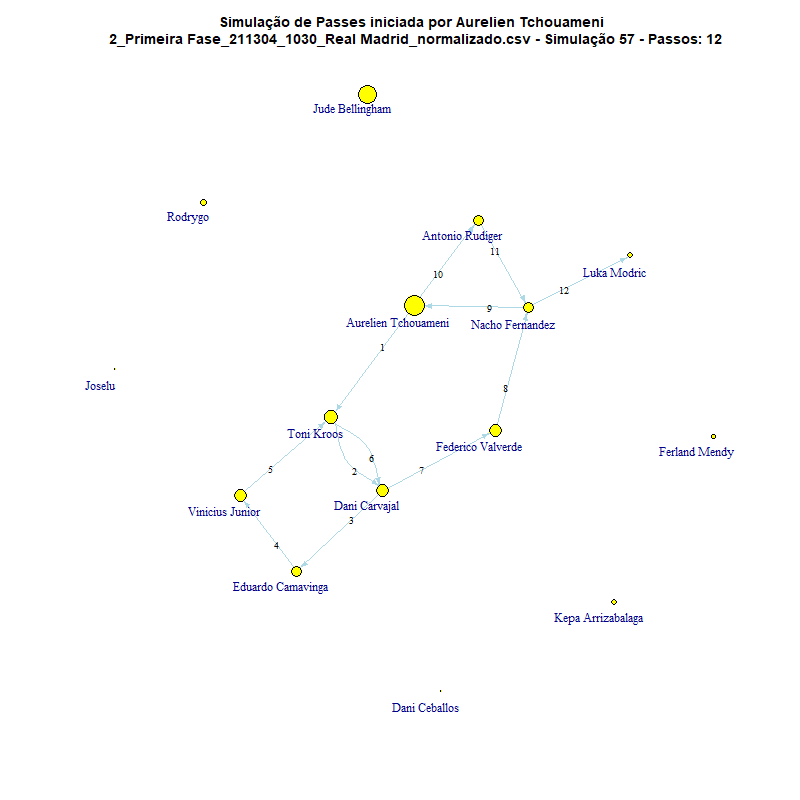 Simulação de Passes iniciada por Aurelien Tchouameni
2_Primeira Fase_211304_1030_Real Madrid_normalizado.csv - Simulação 57 - Passos: 12
Jude Bellingham
Rodrygo
Antonio Rudiger
11
Luka Modric
10
12
9
Aurelien Tchouameni
Nacho Fernandez
1
Joselu
8
Toni Kroos
Federico Valverde
Ferland Mendy
6
5
2
7
Dani Carvajal
Vinicius Junior
3
4
Eduardo Camavinga
Kepa Arrizabalaga
Dani Ceballos